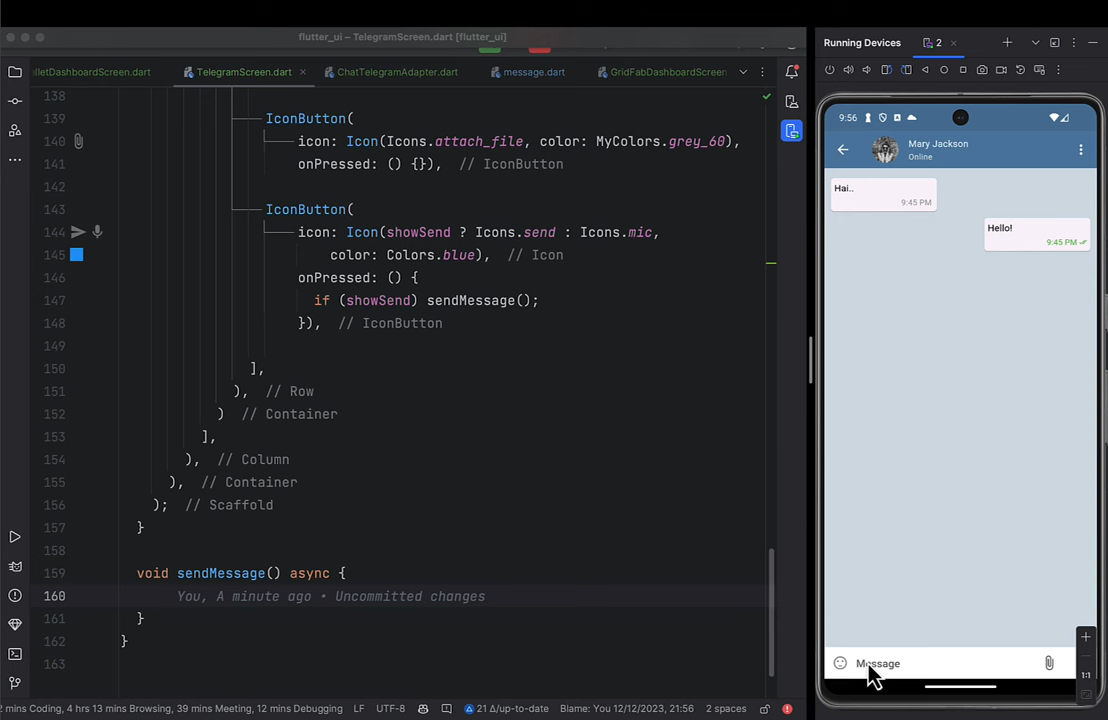 flutter_ui – TelegramScreen.dart [flutter_ui]
Running Devices
2
lletDashboardScreen.dart
TelegramScreen.dart
ChatTelegramAdapter.dart
message.dart
GridFabDashboardScreen
138
139 IconButton(
140 icon: Icon(Icons.attach_file, color: MyColors.grey_60),
141 onPressed: () {}), // IconButton
142
143 IconButton(
144 icon: Icon(showSend ? Icons.send : Icons.mic,
145 color: Colors.blue), // Icon
146 onPressed: () {
147 if (showSend) sendMessage();
148 }), // IconButton
149
150 ],
151 ), // Row
152 ) // Container
153 ],
154 ), // Column
155 ), // Container
156 ); // Scaffold
157 }
158
159 void sendMessage() async {
160 You, A minute ago • Uncommitted changes
161 }
162 }
163
2 mins Coding, 4 hrs 13 mins Browsing, 39 mins Meeting, 12 mins Debugging
LF
UTF-8
21 Δ/up-to-date
Blame: You 12/12/2023, 21:56
2 spaces
9:56
Mary Jackson
Online
Hai..
9:45 PM
Hello!
9:45 PM
Message
1:1